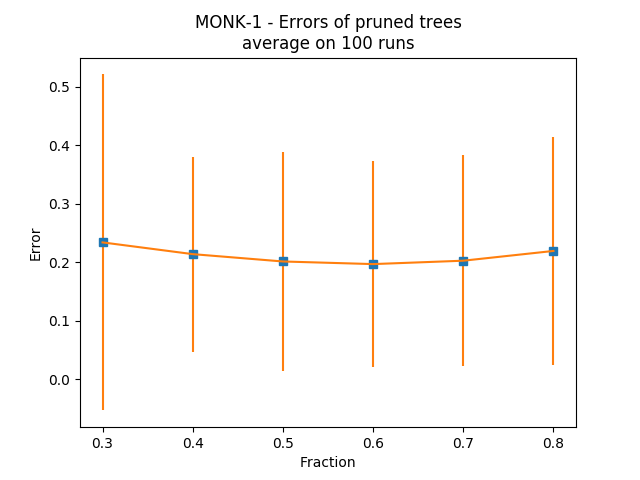 MONK-1 - Errors of pruned trees
average on 100 runs
0.5
0.4
0.3
0.2
0.1
0.0
Error
0.3 0.4 0.5 0.6 0.7 0.8
Fraction